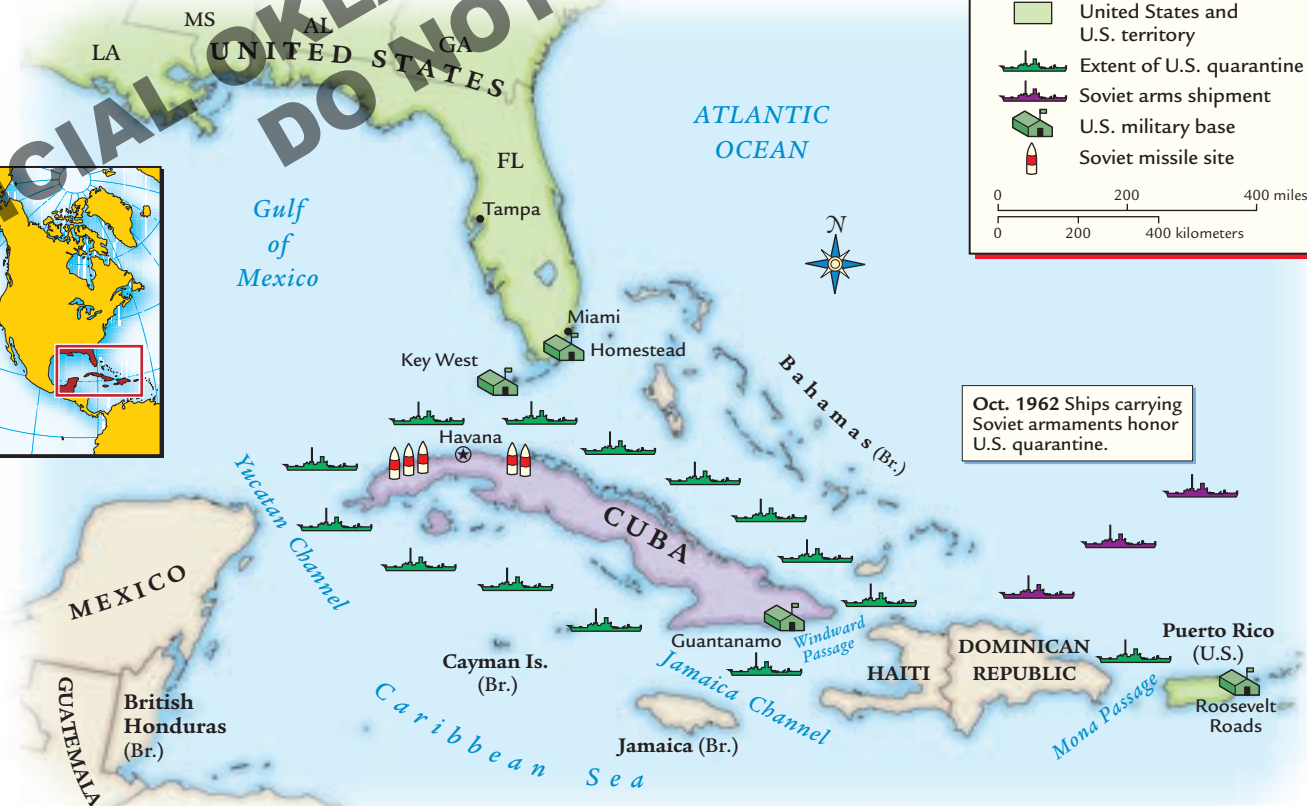 MS
AL
GA
LA
UNITED STATES
CIAL OKL
DO NOT
FL
Tampa
Gulf
of
Mexico
ATLANTIC
OCEAN
N
United States and
U.S. territory
Extent of U.S. quarantine
Soviet arms shipment
U.S. military base
Soviet missile site
0 200 400 miles
0 200 400 kilometers
Miami
Homestead
Key West
Bahamas (Br.)
Oct. 1962 Ships carrying
Soviet armaments honor
U.S. quarantine.
Havana
Yucatan Channel
CUBA
MEXICO
Guantanamo
Windward
Passage
Cayman Is.
(Br.)
Jamaica Channel
HAITI
DOMINICAN
REPUBLIC
Puerto Rico
(U.S.)
Mona Passage
Roosevelt
Roads
GUATEMALA
British
Honduras
(Br.)
Caribbean Sea
Jamaica (Br.)